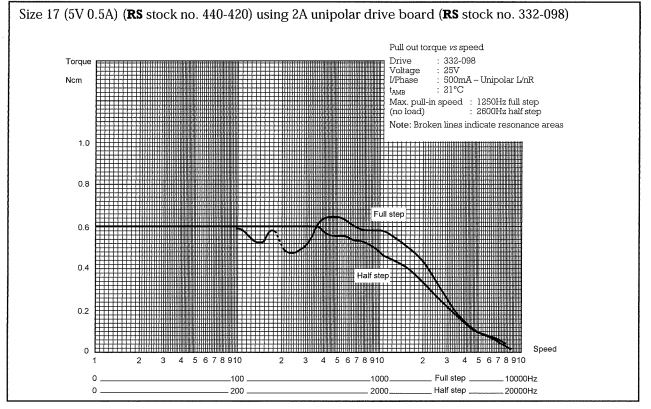 Size 17 (5V 0.5A) (RS stock no. 440-420) using 2A unipolar drive board (RS stock no. 332-098)
Pull out torque vs speed
Drive : 332-098
Voltage : 25V
I/Phase : 500mA – Unipolar L/nR
tAMB : 21°C
Max. pull-in speed : 1250Hz full step
(no load) : 2600Hz half step
Note: Broken lines indicate resonance areas
Torque
Ncm
1.0
0.8
0.6
0.4
0.2
0
Full step
Half step
Speed
1 2 3 4 5 6 7 8 9 10 2 3 4 5 6 7 8 9 10 2 3 4 5 6 7 8 9 10
0 100 1000 Full step 10000Hz
0 200 2000 Half step 20000Hz